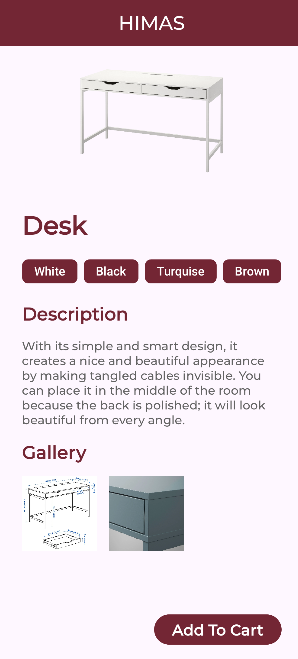 HIMAS
Desk
White Black Turquise Brown
Description
With its simple and smart design, it
creates a nice and beautiful appearance
by making tangled cables invisible. You
can place it in the middle of the room
because the back is polished; it will look
beautiful from every angle.
Gallery
Add To Cart